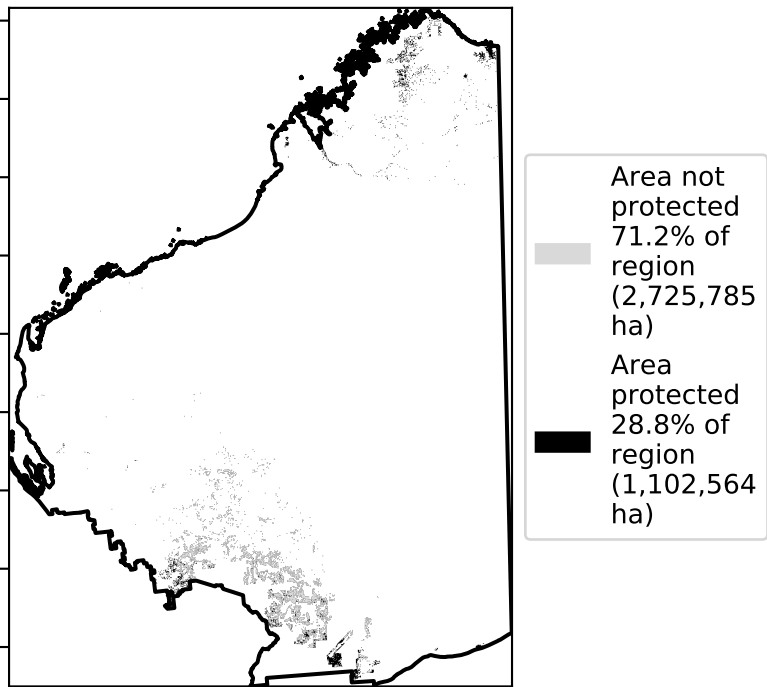 Area not
protected
71.2% of
region
(2,725,785
ha)
Area
protected
28.8% of
region
(1,102,564
ha)